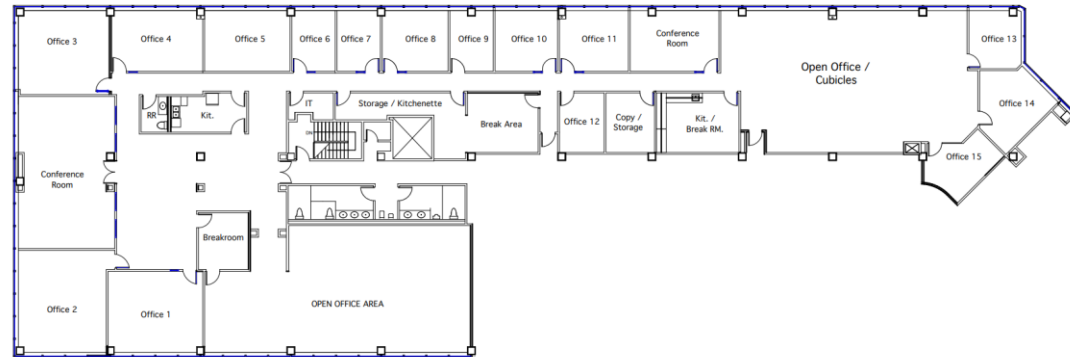 Office 3
Office 4
Office 5
Office 6
Office 7
Office 8
Office 9
Office 10
Office 11
Conference
Room
Open Office /
Cubicles
Office 13
Office 14
Office 15
RR
Kit.
IT
Storage / Kitchenette
Break Area
Office 12
Copy /
Storage
Kit. /
Break RM.
DN
Conference
Room
Breakroom
Office 2
Office 1
OPEN OFFICE AREA